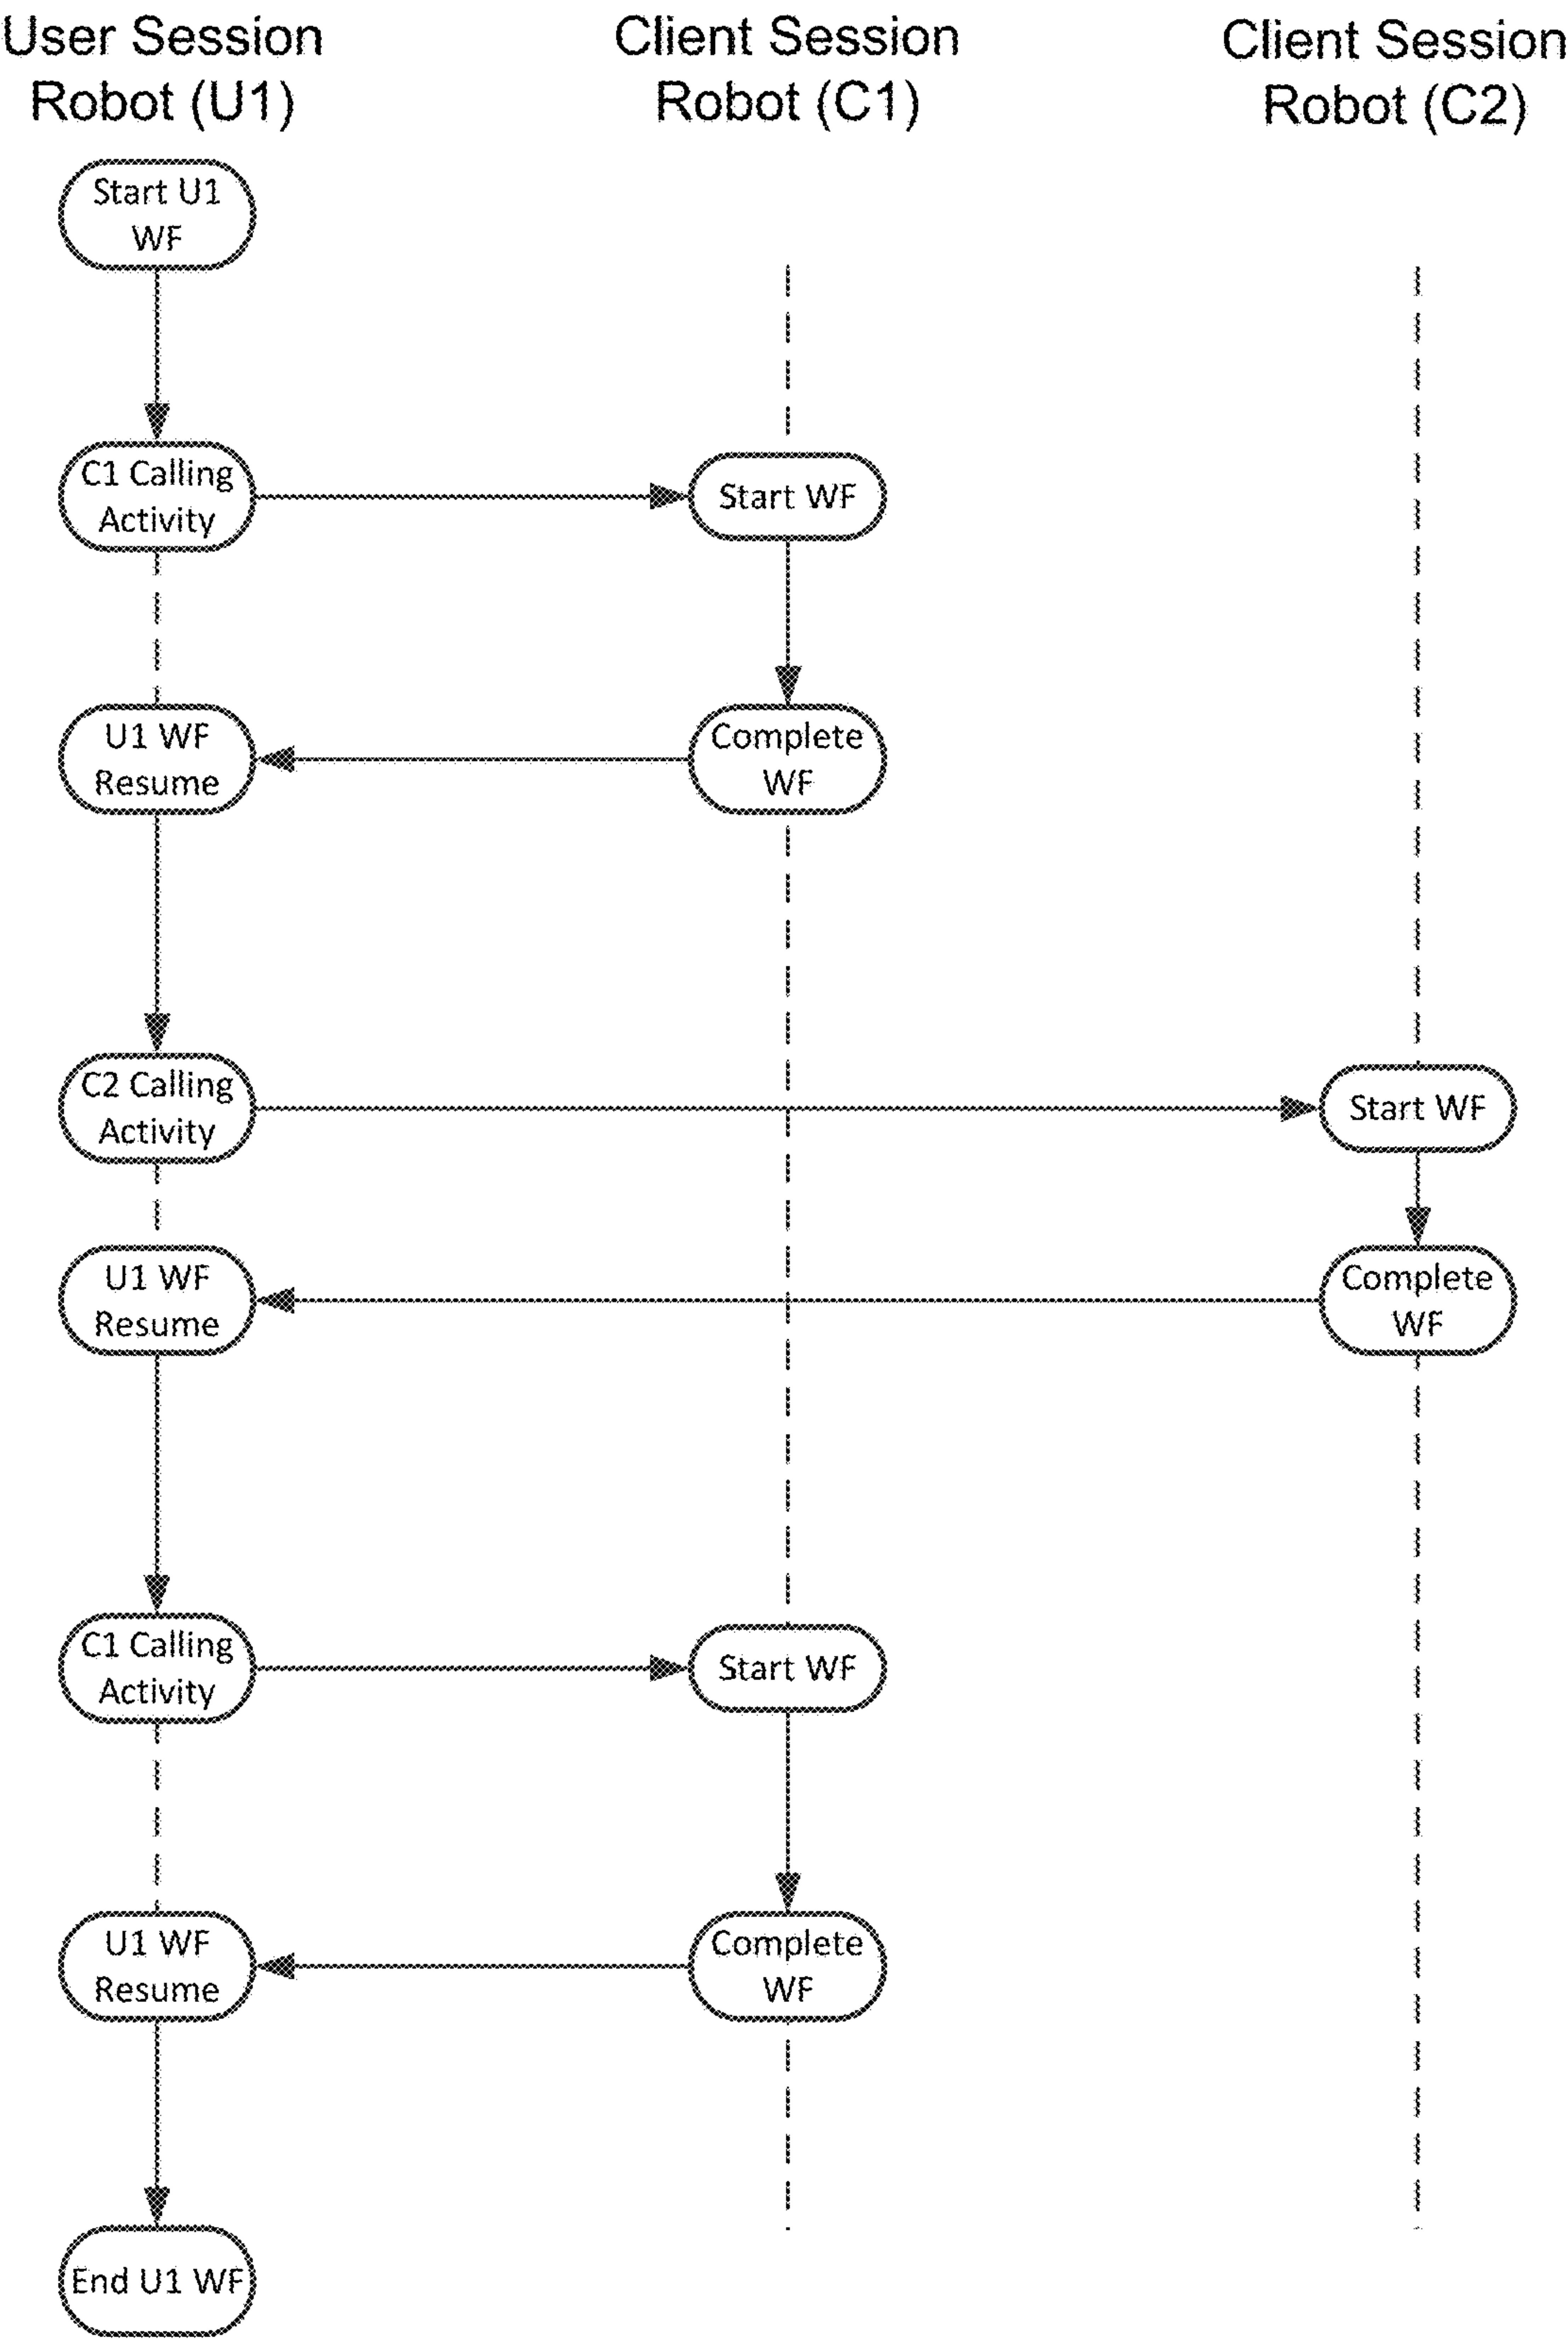 User Session
Robot (U1)
Client Session
Robot (C1)
Client Session
Robot (C2)
Start U1
WF
C1 Calling
Activity
Start WF
U1 WF
Resume
Complete
WF
C2 Calling
Activity
Start WF
U1 WF
Resume
Complete
WF
C1 Calling
Activity
Start WF
U1 WF
Resume
Complete
WF
End U1 WF